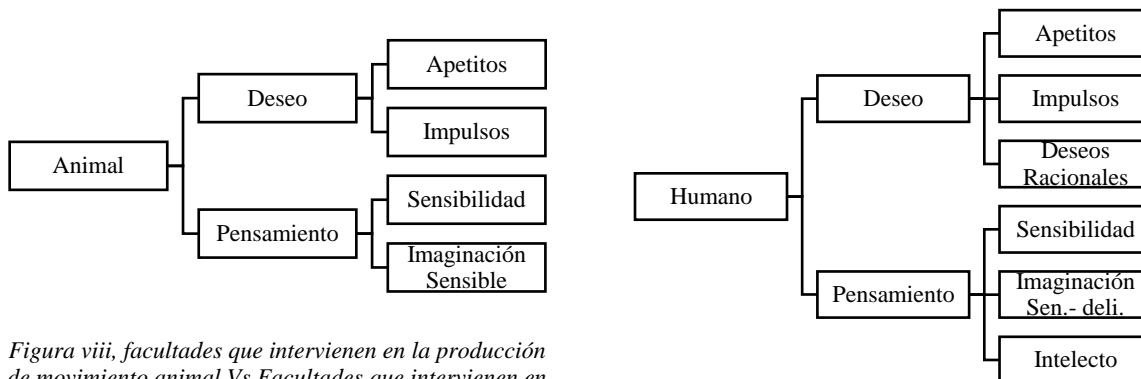 Animal
Deseo
Apetitos
Impulsos
Pensamiento
Sensibilidad
Imaginación
Sensible
Humano
Deseo
Apetitos
Impulsos
Deseos
Racionales
Pensamiento
Sensibilidad
Imaginación
Sen.- deli.
Intelecto
Figura viii, facultades que intervienen en la producción
de movimiento animal Vs Facultades que intervienen en